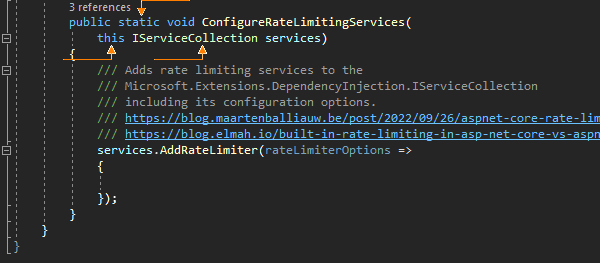 3 references
public static void ConfigureRateLimitingServices(
this IServiceCollection services)
{
/// Adds rate limiting services to the
/// Microsoft.Extensions.DependencyInjection.IServiceCollection
/// including its configuration options.
/// https://blog.maartenballiauw.be/post/2022/09/26/aspnet-core-rate-lim
/// https://blog.elmah.io/built-in-rate-limiting-in-asp-net-core-vs-aspn
services.AddRateLimiter(rateLimiterOptions =>
{
});
}
}
}